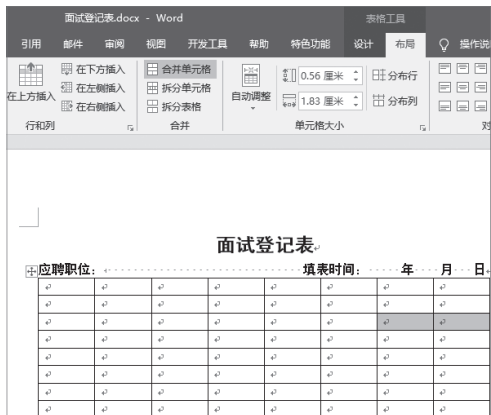 面试登记表.docx - Word 表格工具
引用 邮件 审阅 视图 开发工具 帮助 特色功能 设计 布局 操作说
在上方插入 在下方插入 在左侧插入 在右侧插入
合并单元格 拆分单元格 拆分表格
自动调整
0.56 厘米 分布行
1.83 厘米 分布列
行和列 合并 单元格大小 对
面试登记表
应聘职位： 填表时间： 年 月 日